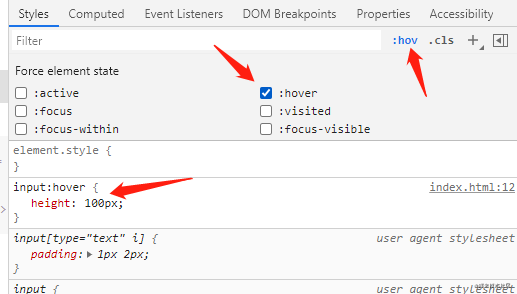 Styles Computed Event Listeners DOM Breakpoints Properties Accessibility
Filter :hov .cls +
Force element state
:active :hover
:focus :visited
:focus-within :focus-visible
element.style {
}
input:hover { index.html:12
height: 100px;
}
input[type="text" i] { user agent stylesheet
padding: 1px 2px;
}
input { user agent stylesheet